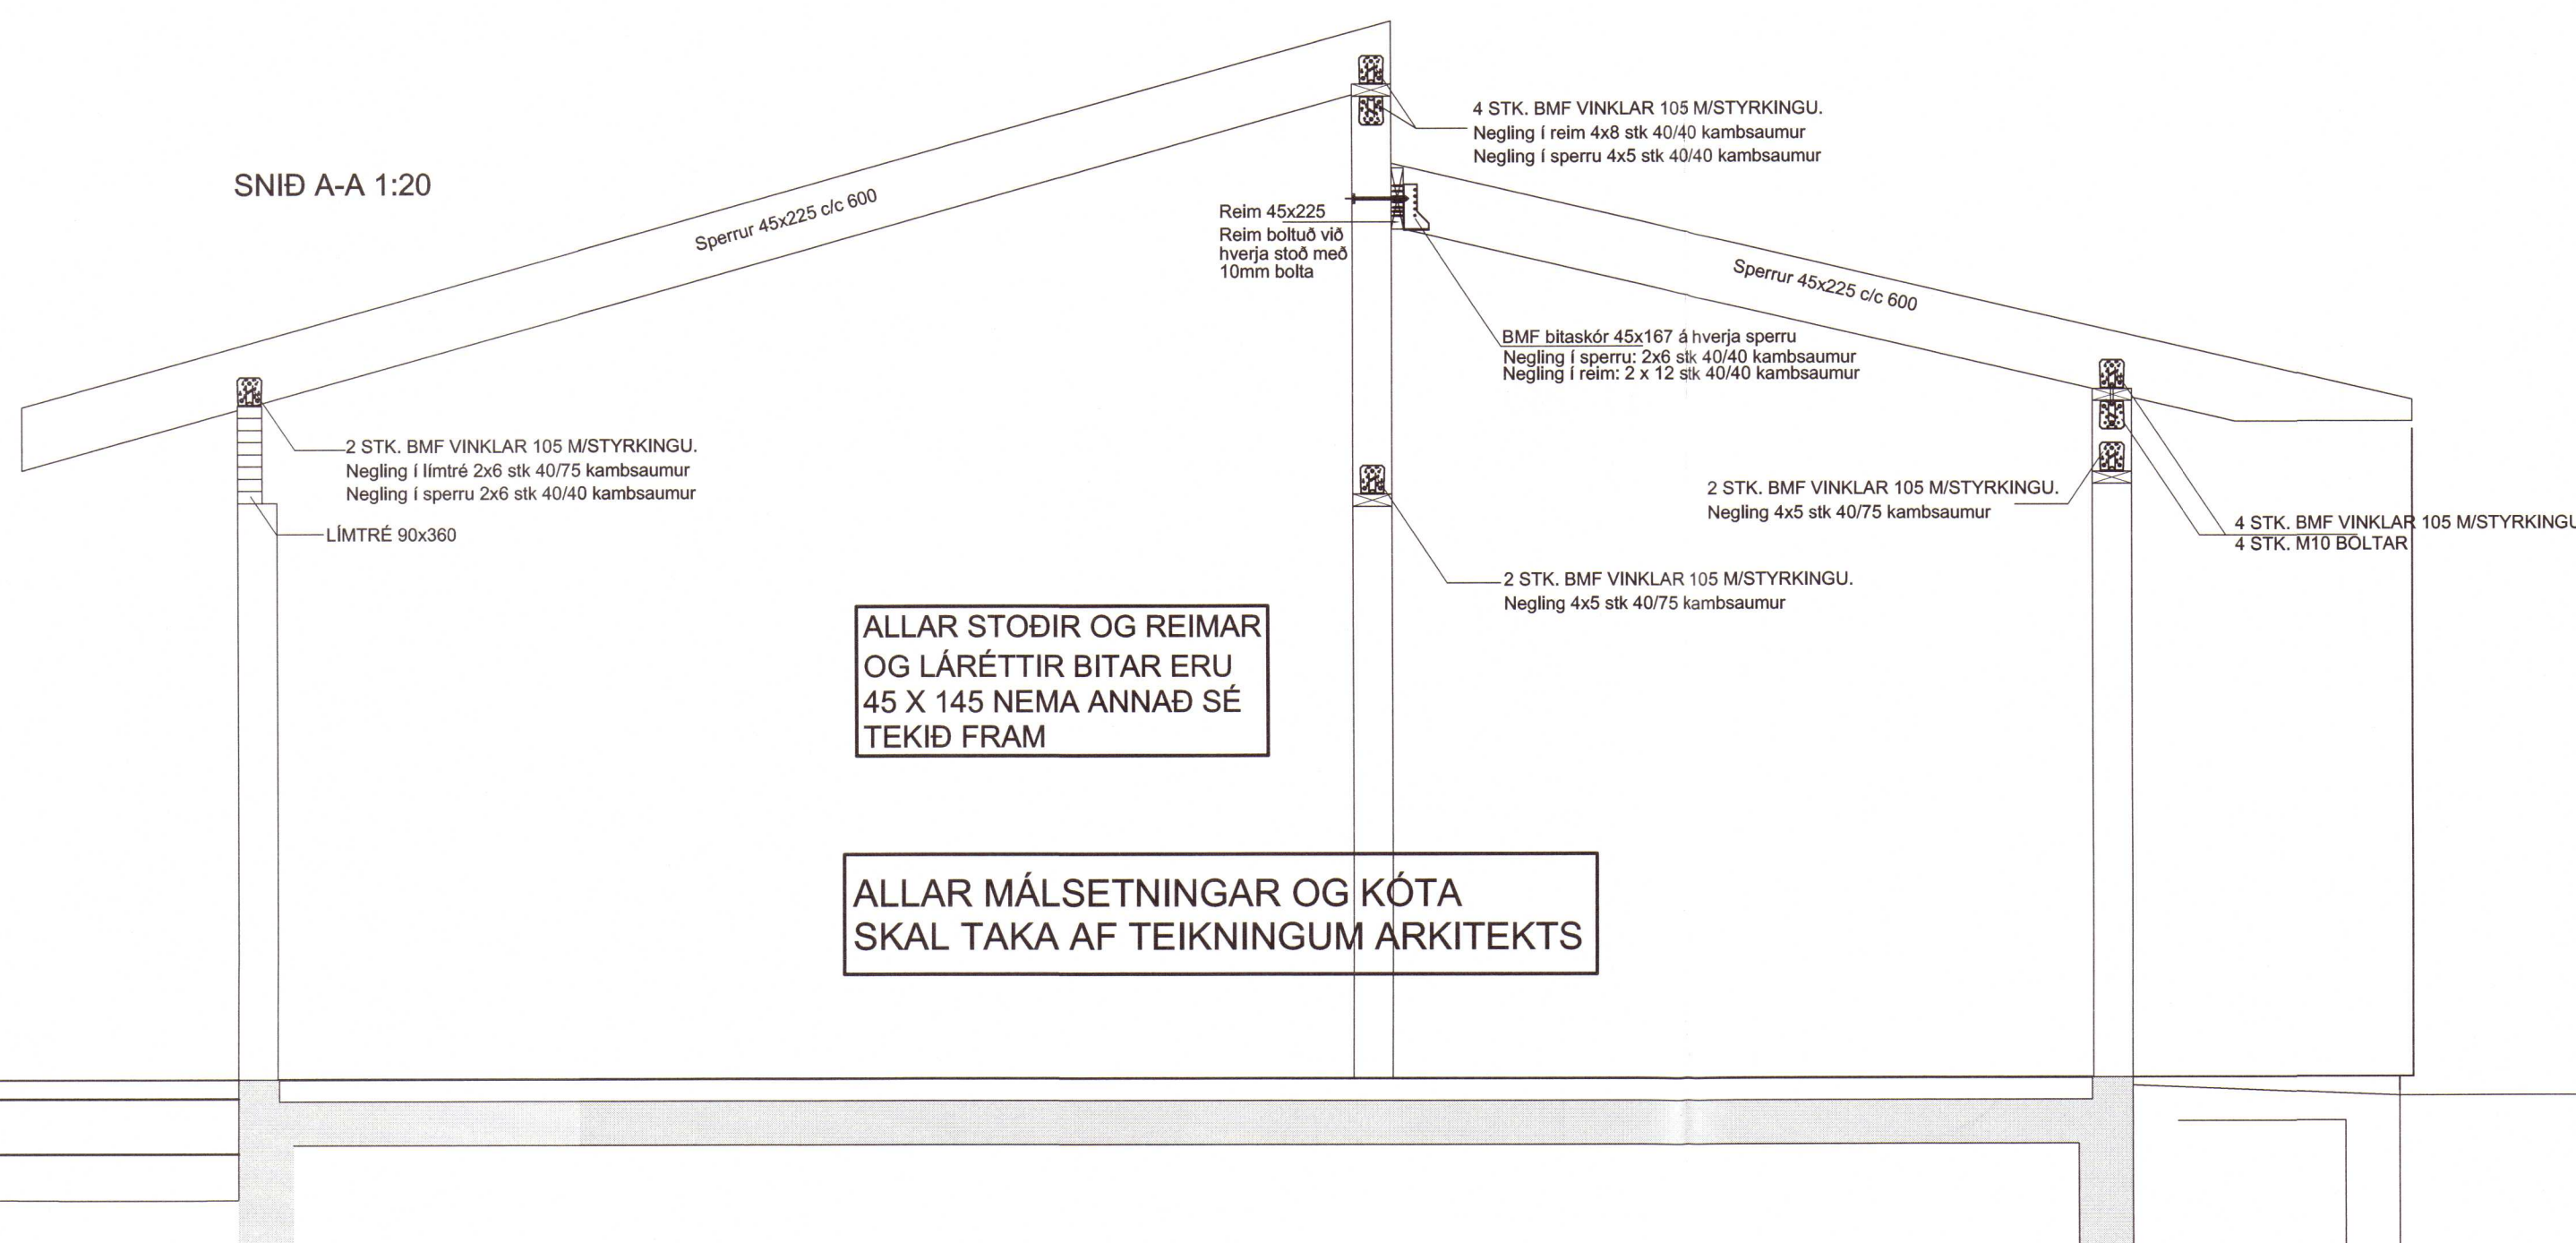 SNIÐ A-A 1:20
Sperrur 45x225 c/c 600
4 STK. BMF VINKLAR 105 M/STYRKINGU.
Negling í reim 4x8 stk 40/40 kambsaumur
Negling í sperru 4x5 stk 40/40 kambsaumur
Reim 45x225
Reim boltuð við
hverja stoð með
10mm bolta
Sperrur 45x225 c/c 600
BMF bitaskór 45x167 á hverja sperru
Negling í sperru: 2x6 stk 40/40 kambsaumur
Negling í reim: 2 x 12 stk 40/40 kambsaumur
2 STK. BMF VINKLAR 105 M/STYRKINGU.
Negling í límtré 2x6 stk 40/75 kambsaumur
Negling í sperru 2x6 stk 40/40 kambsaumur
LÍMTRÉ 90x360
2 STK. BMF VINKLAR 105 M/STYRKINGU.
Negling 4x5 stk 40/75 kambsaumur
4 STK. BMF VINKLAR 105 M/STYRKINGU
4 STK. M10 BOLTAR
2 STK. BMF VINKLAR 105 M/STYRKINGU.
Negling 4x5 stk 40/75 kambsaumur
ALLAR STOÐIR OG REIMAR
OG LÁRÉTTIR BITAR ERU
45 X 145 NEMA ANNAÐ SÉ
TEKIÐ FRAM
ALLAR MÁLSETNINGAR OG KÓTA
SKAL TAKA AF TEIKNINGUM ARKITEKTS